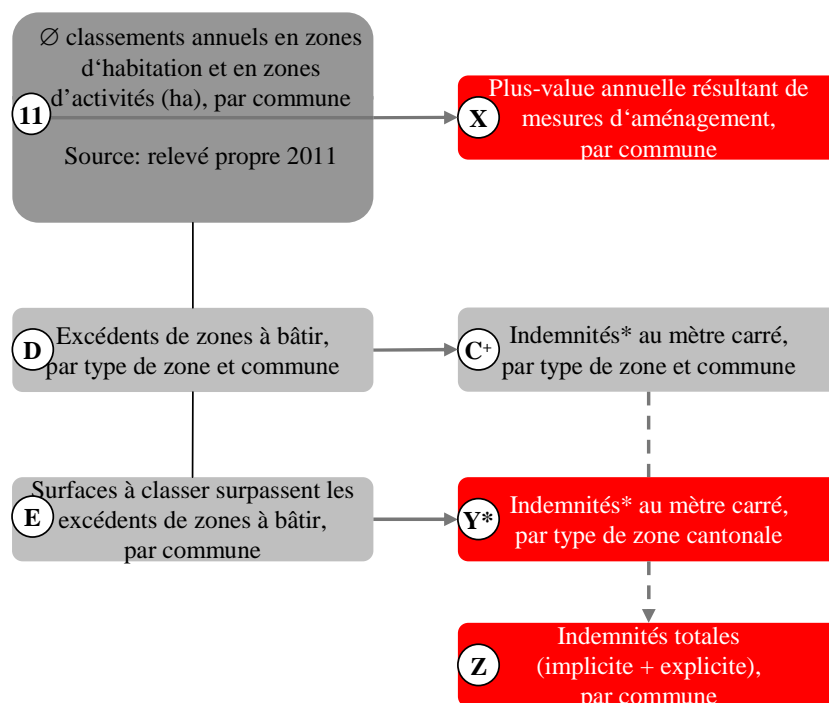 ∅ classements annuels en zones
d‘habitation et en zones
d’activités (ha), par commune
11
Source: relevé propre 2011
Plus-value annuelle résultant de
X
mesures d‘aménagement,
par commune
D
Excédents de zones à bâtir,
par type de zone et commune
C+
Indemnités* au mètre carré,
par type de zone et commune
E
Surfaces à classer surpassent les
excédents de zones à bâtir,
par commune
Y*
Indemnités* au mètre carré,
par type de zone cantonale
Z
Indemnités totales
(implicite + explicite),
par commune